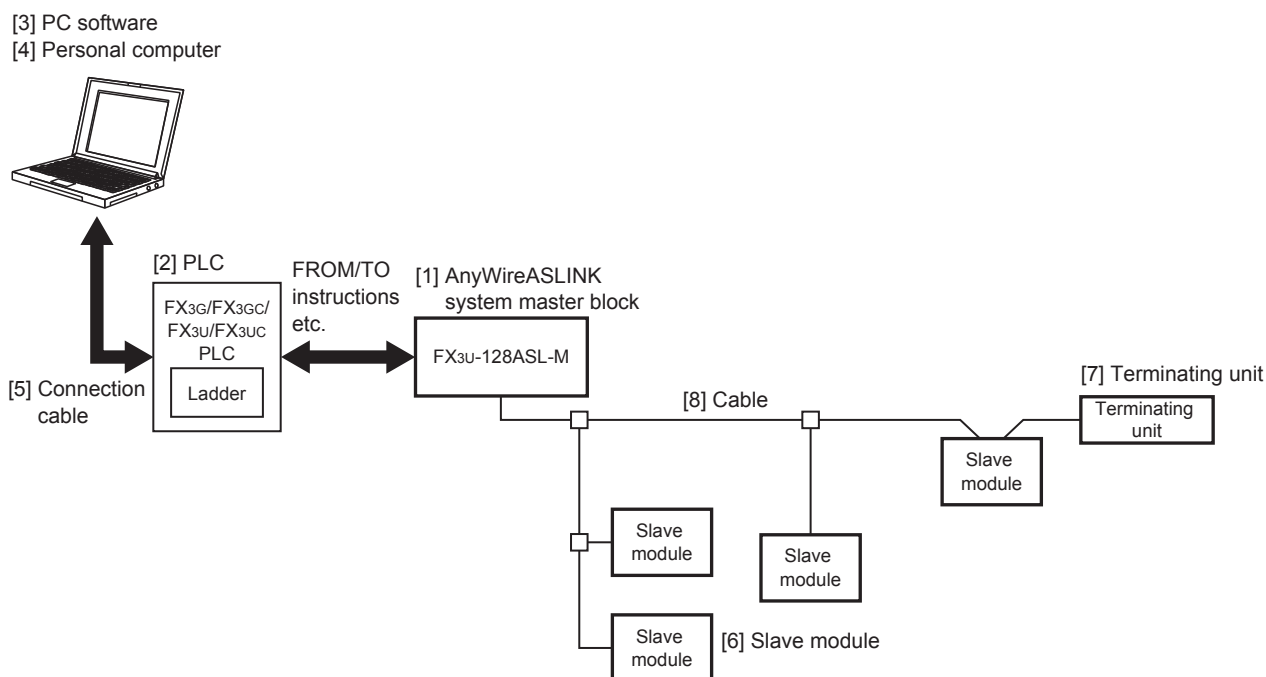 [3] PC software
[4] Personal computer
[2] PLC
FX3G/FX3GC/
FX3U/FX3UC
PLC
Ladder
FROM/TO
instructions
etc.
[1] AnyWireASLINK
system master block
FX3U-128ASL-M
[5] Connection
cable
[8] Cable
[7] Terminating unit
Terminating
unit
Slave
module
Slave
module
Slave
module
Slave
module
[6] Slave module